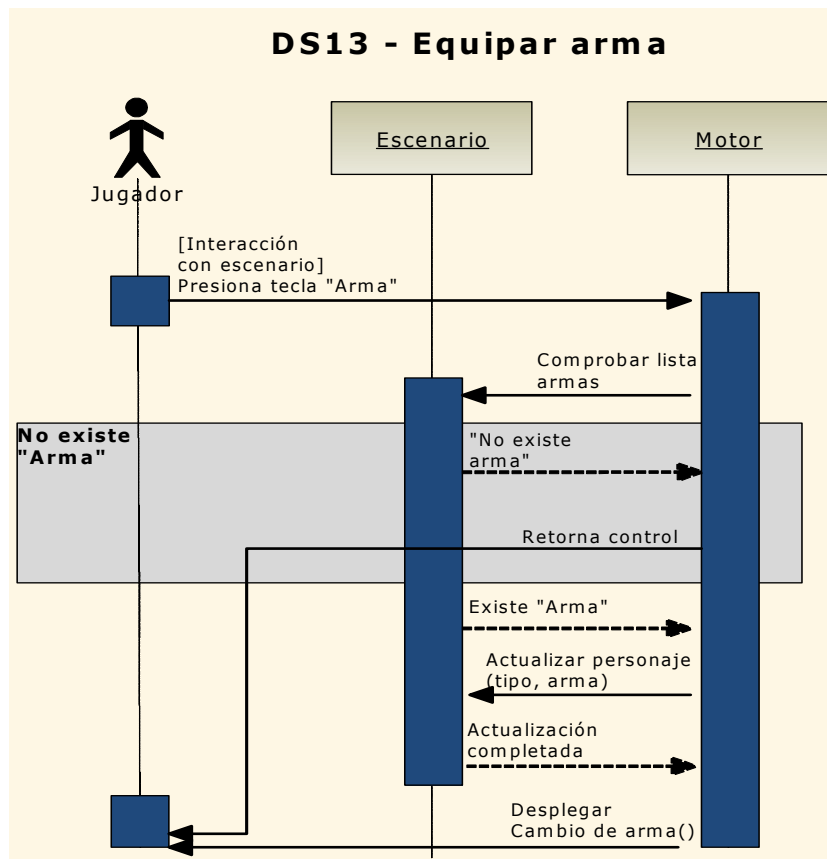 DS13 - Equipar arma
Jugador
Escenario
Motor
[Interacción
con escenario]
Presiona tecla "Arma"
Comprobar lista
armas
No existe
"Arma"
"No existe
arma"
Retorna control
Existe "Arma"
Actualizar personaje
(tipo, arma)
Actualización
completada
Desplegar
Cambio de arma()